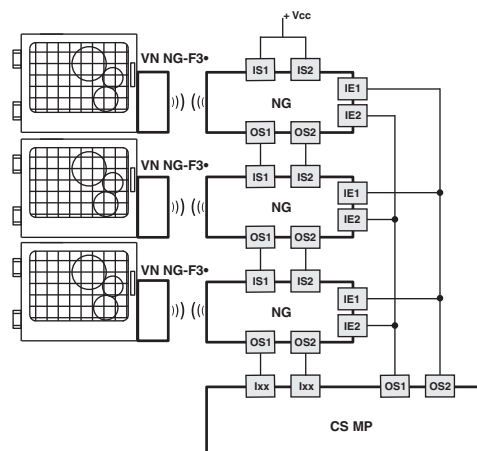 + Vcc
VN NG-F3•
IS1 IS2
IE1
NG
IE2
OS1 OS2
VN NG-F3•
IS1 IS2
IE1
NG
IE2
OS1 OS2
VN NG-F3•
IS1 IS2
IE1
NG
IE2
OS1 OS2
Ixx Ixx OS1 OS2
CS MP